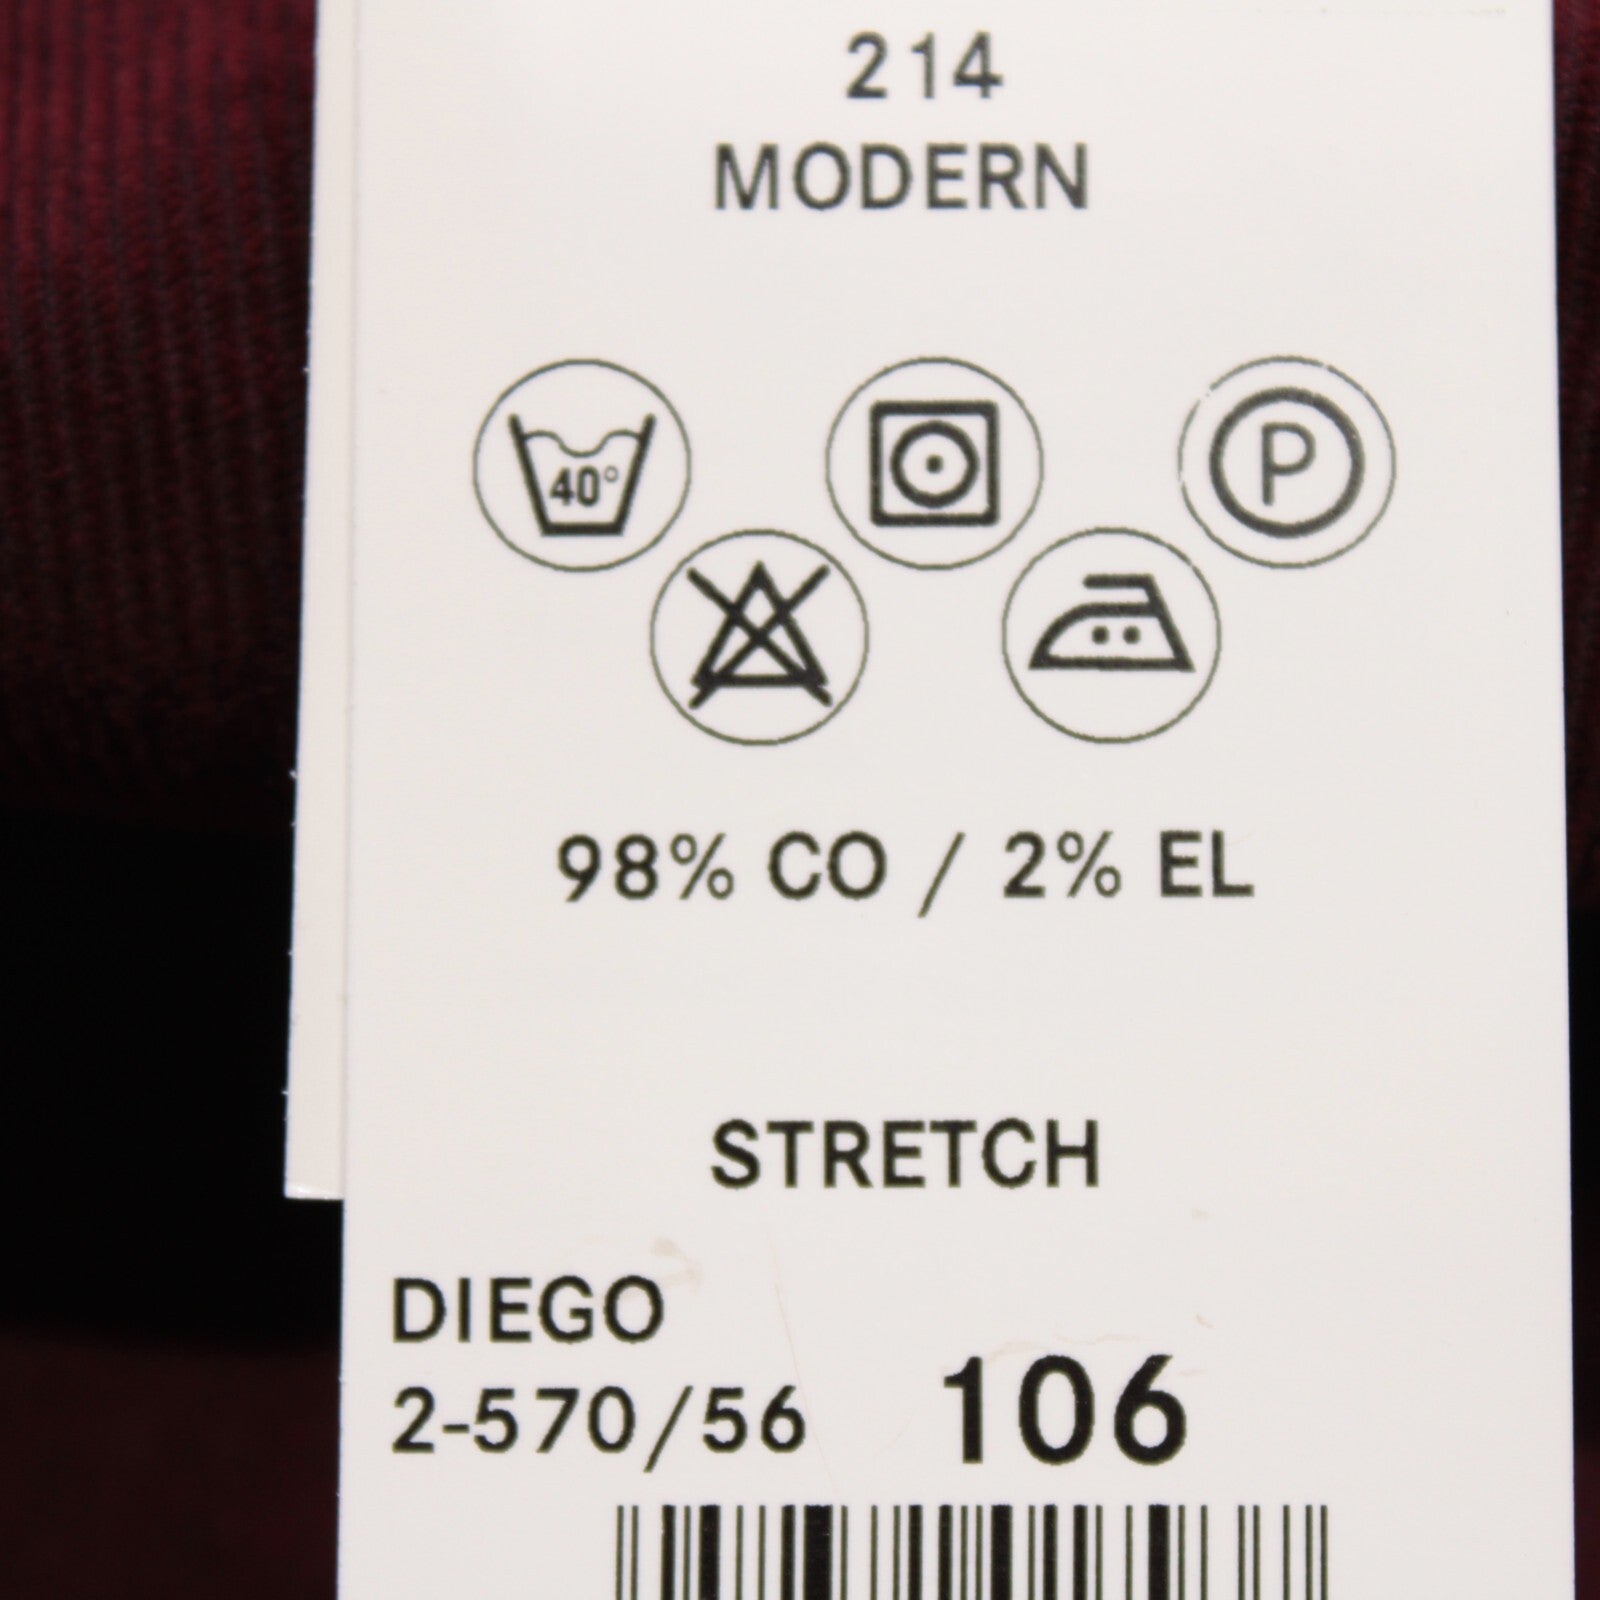 214
MODERN
40°
P
98% CO / 2% EL
STRETCH
DIEGO
2-570/56 106